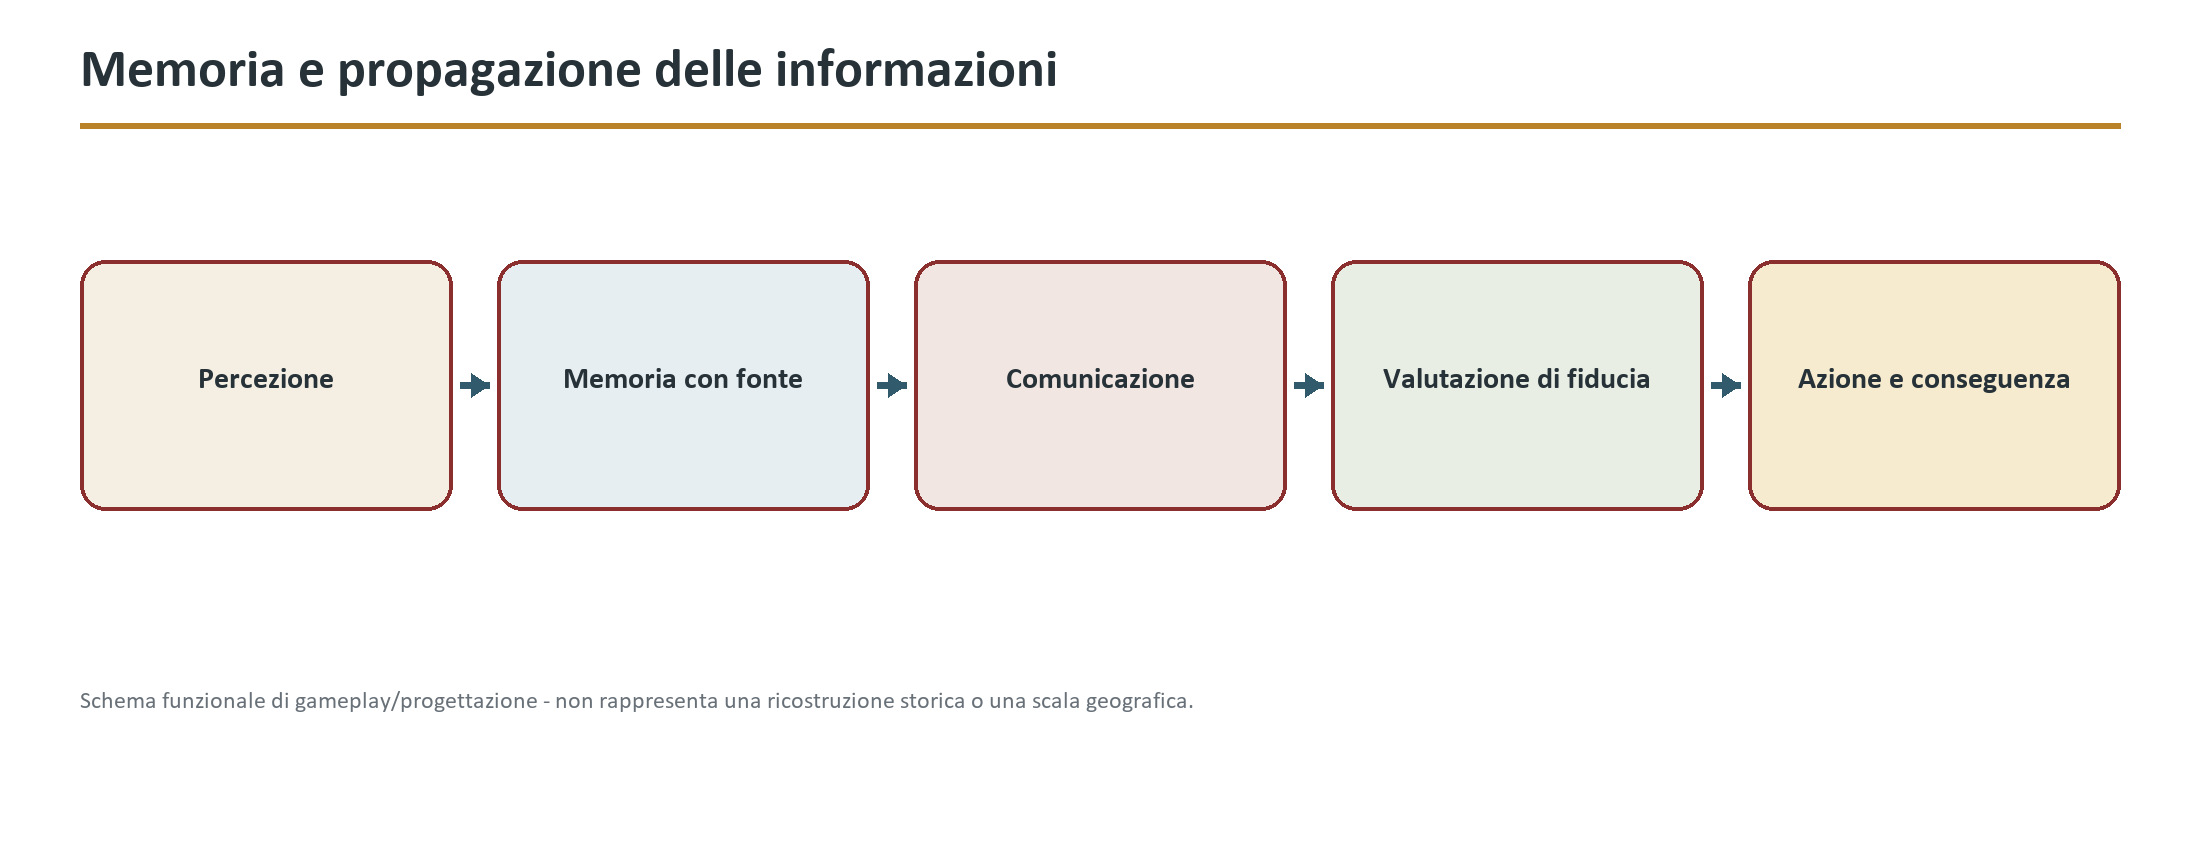 Memoria e propagazione delle informazioni
Percezione
Memoria con fonte
Comunicazione
Valutazione di fiducia
Azione e conseguenza
Schema funzionale di gameplay/progettazione - non rappresenta una ricostruzione storica o una scala geografica.